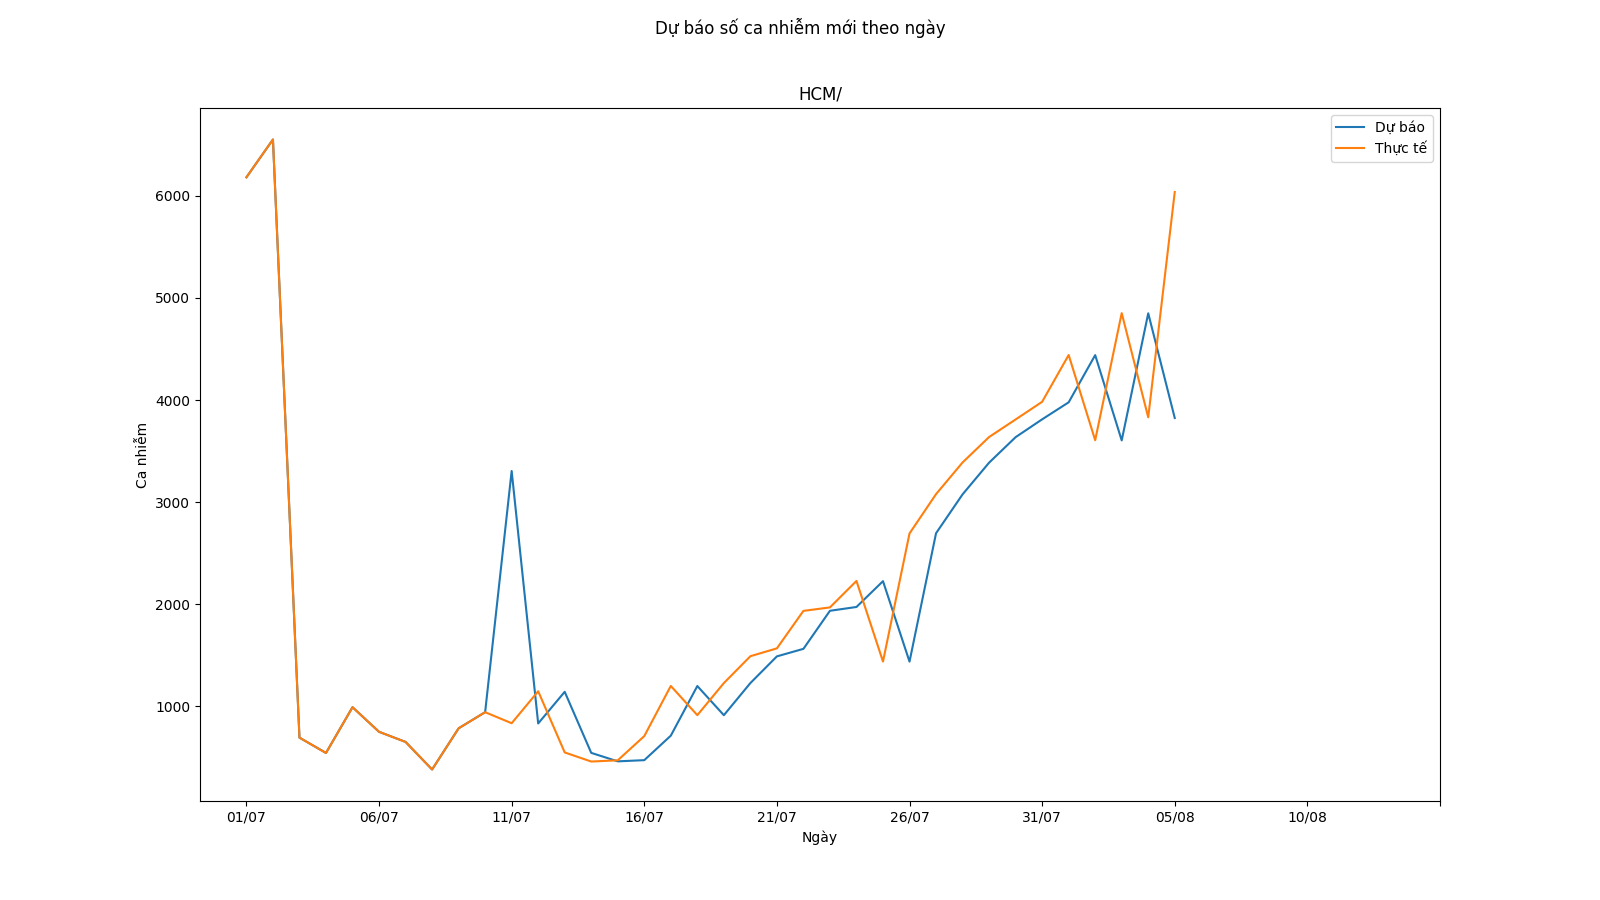 Dự báo số ca nhiễm mới theo ngày
HCM/
Dự báo
Thực tế
6000
5000
4000
3000
2000
1000
Ca nhiễm
01/07 06/07 11/07 16/07 21/07 26/07 31/07 05/08 10/08
Ngày